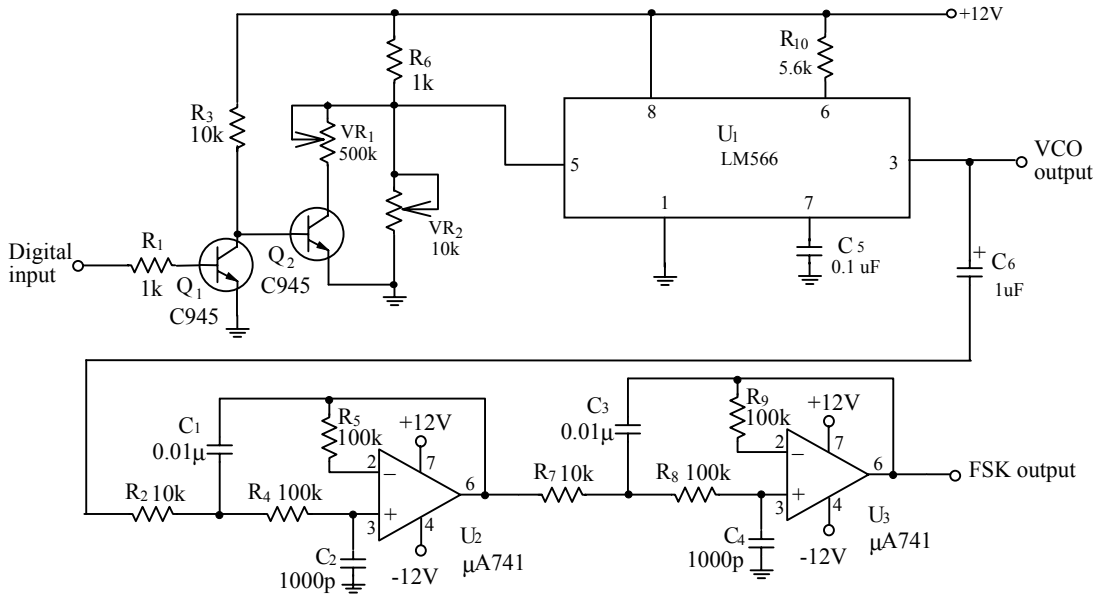 +12V
R10
5.6k
R6
1k
R3
10k
VR1
500k
8
6
U1
LM566
5
3
VCO
output
1
7
VR2
10k
Digital
input
R1
1k
Q1
C945
Q2
C945
C5
0.1 uF
+
C6
1uF
C1
0.01μ
R5
100k
+12V
C3
0.01μ
R9
100k
+12V
2
−
7
6
2
−
7
6
FSK output
R2 10k
R4 100k
+
3
4
U2
μA741
R7 10k
R8 100k
+
3
4
U3
μA741
C2
1000p
-12V
C4
1000p
-12V